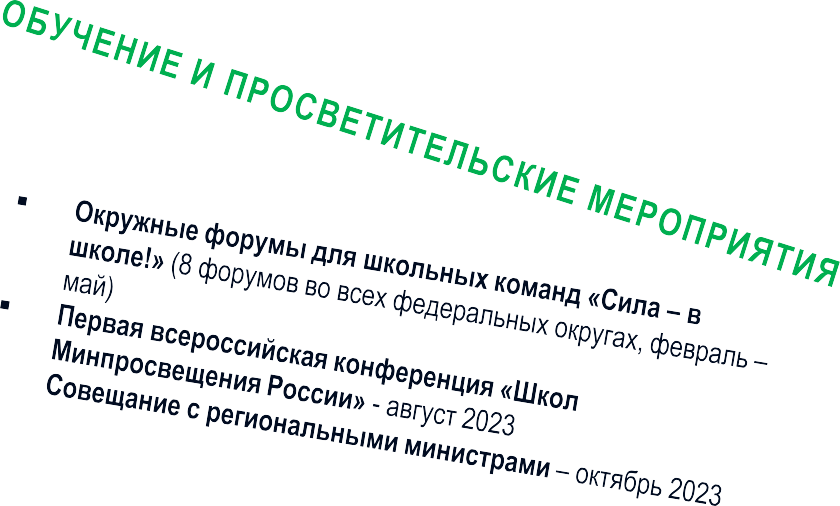 ОБУЧЕНИЕ И ПРОСВЕТИТЕЛЬСКИЕ МЕРОПРИЯТИЯ
▪ Окружные форумы для школьных команд «Сила – в
школе!» (8 форумов во всех федеральных округах, февраль –
май)
▪ Первая всероссийская конференция «Школ
Минпросвещения России» - август 2023
Совещание с региональными министрами – октябрь 2023